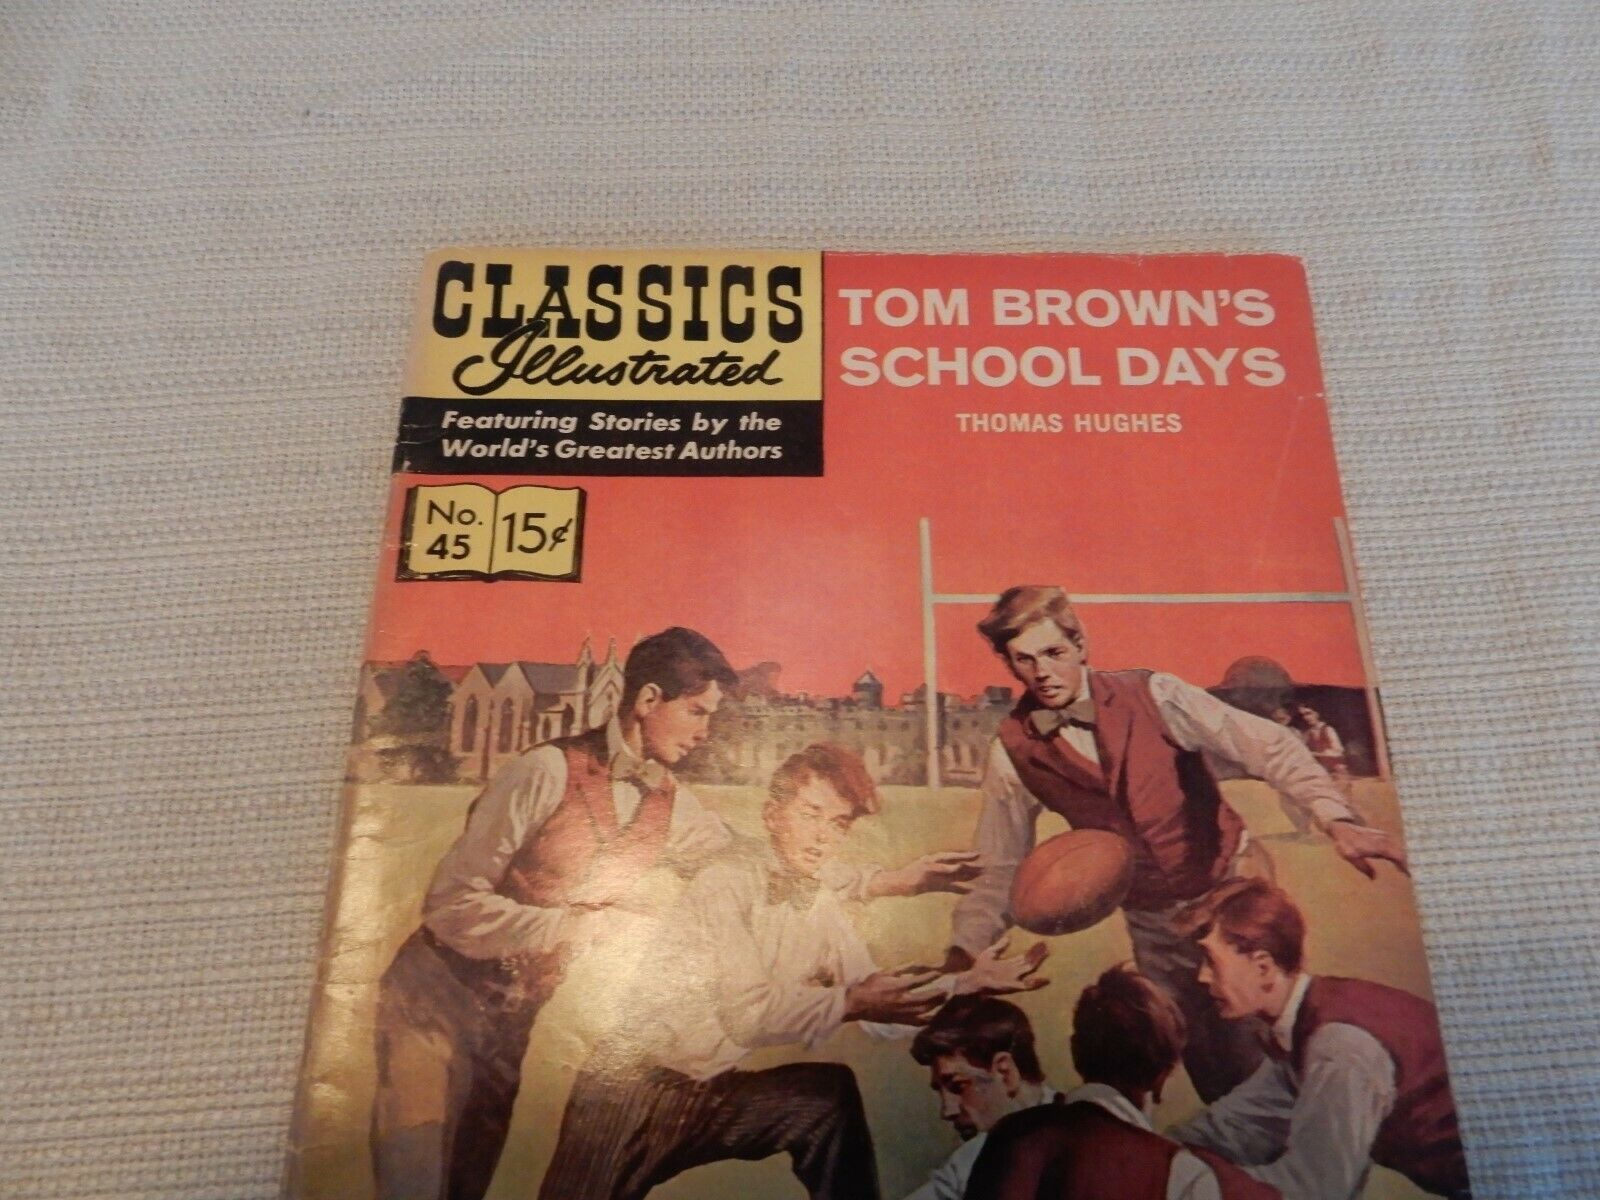 CLASSICS
Illustrated
Featuring Stories by the
World's Greatest Authors
No.
45
15¢
TOM BROWN'S
SCHOOL DAYS
THOMAS HUGHES